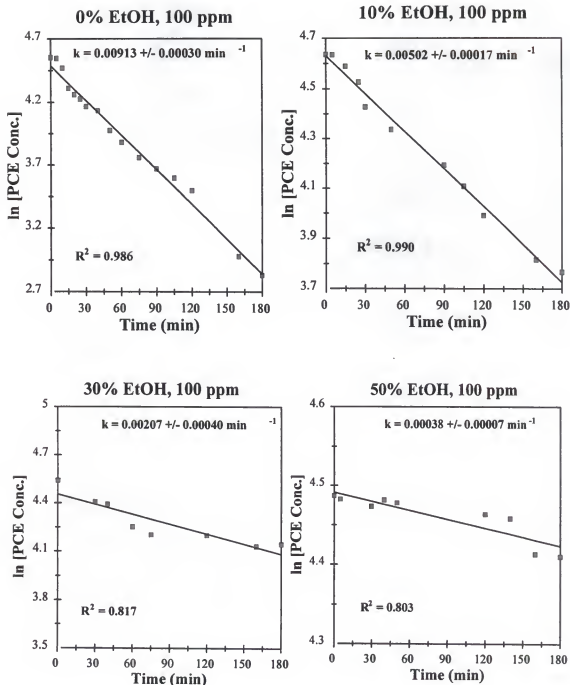 0% EtOH, 100 ppm
k = 0.00913 +/- 0.00030 min -1
ln [PCE Conc.]
4.7
4.2
3.7
3.2
2.7
R2 = 0.986
0 30 60 90 120 150 180
Time (min)
10% EtOH, 100 ppm
k = 0.00502 +/- 0.00017 min -1
ln [PCE Conc.]
4.7
4.5
4.3
4.1
3.9
3.7
R2 = 0.990
0 30 60 90 120 150 180
Time (min)
30% EtOH, 100 ppm
k = 0.00207 +/- 0.00040 min -1
ln [PCE Conc.]
5
4.7
4.4
4.1
3.8
3.5
R2 = 0.817
0 30 60 90 120 150 180
Time (min)
50% EtOH, 100 ppm
k = 0.00038 +/- 0.00007 min -1
ln [PCE Conc.]
4.6
4.5
4.4
4.3
R2 = 0.803
0 30 60 90 120 150 180
Time (min)